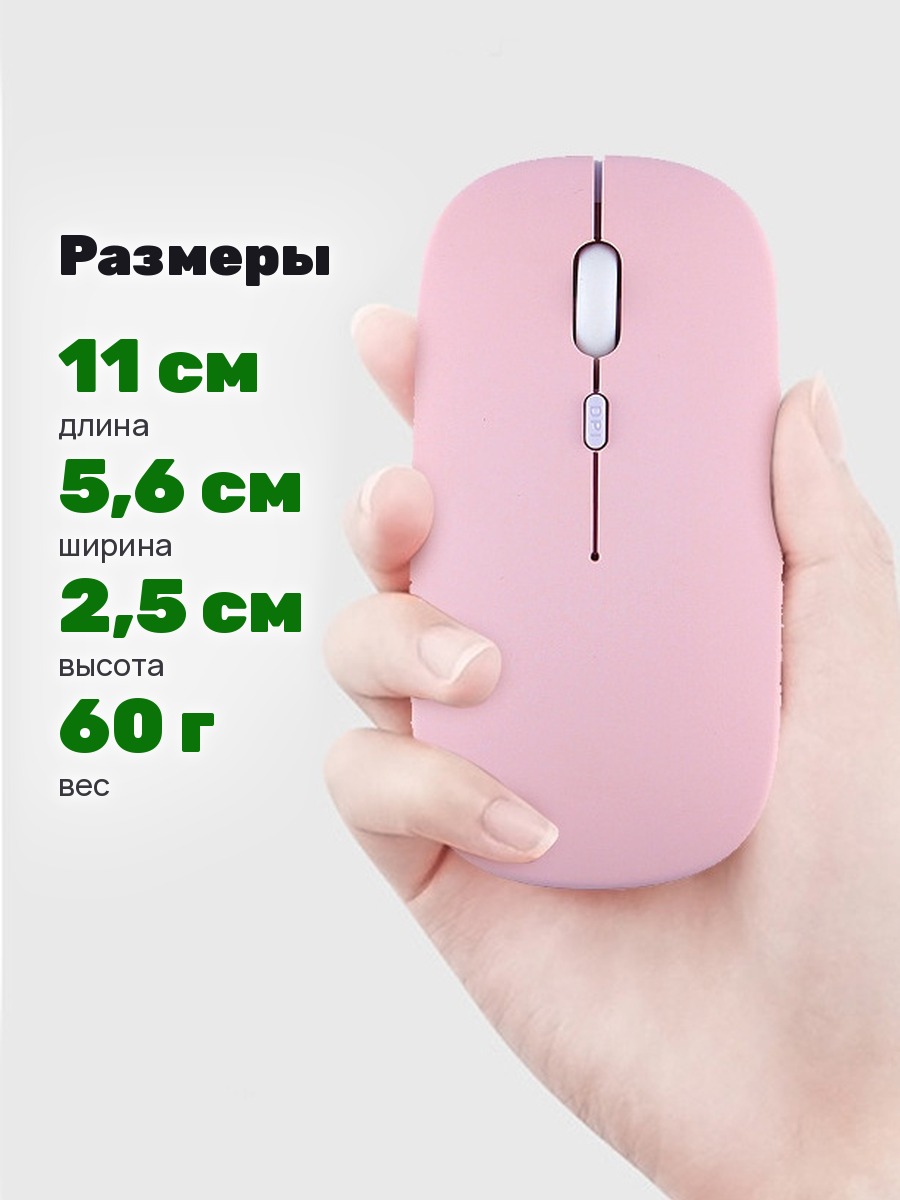 Размеры
11 см
длина
5,6 см
ширина
2,5 см
высота
60 г
вес
DPI